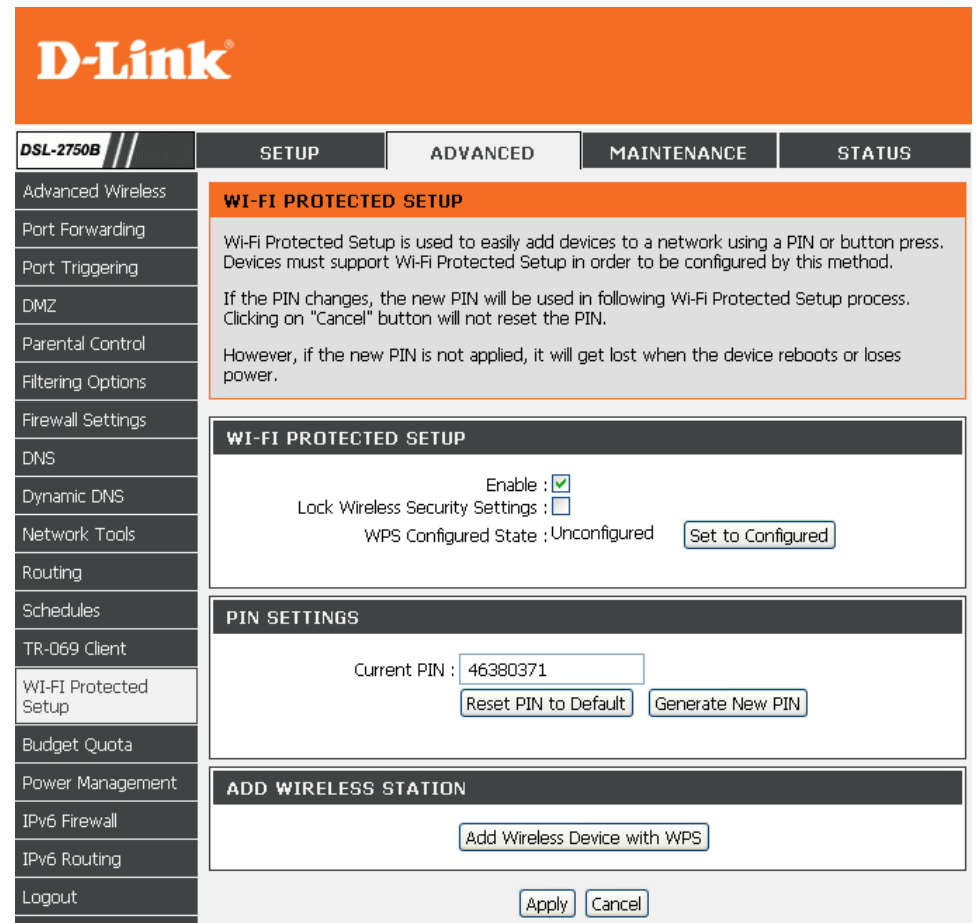 D-Link®
DSL-2750B
SETUP
ADVANCED
MAINTENANCE
STATUS
Advanced Wireless
Port Forwarding
Port Triggering
DMZ
Parental Control
Filtering Options
Firewall Settings
DNS
Dynamic DNS
Network Tools
Routing
Schedules
TR-069 Client
WI-FI Protected
Setup
Budget Quota
Power Management
IPv6 Firewall
IPv6 Routing
Logout
WI-FI PROTECTED SETUP
Wi-Fi Protected Setup is used to easily add devices to a network using a PIN or button press.
Devices must support Wi-Fi Protected Setup in order to be configured by this method.
If the PIN changes, the new PIN will be used in following Wi-Fi Protected Setup process.
Clicking on "Cancel" button will not reset the PIN.
However, if the new PIN is not applied, it will get lost when the device reboots or loses
power.
WI-FI PROTECTED SETUP
Enable :
Lock Wireless Security Settings :
WPS Configured State : Unconfigured Set to Configured
PIN SETTINGS
Current PIN : 46380371
Reset PIN to Default Generate New PIN
ADD WIRELESS STATION
Add Wireless Device with WPS
Apply Cancel